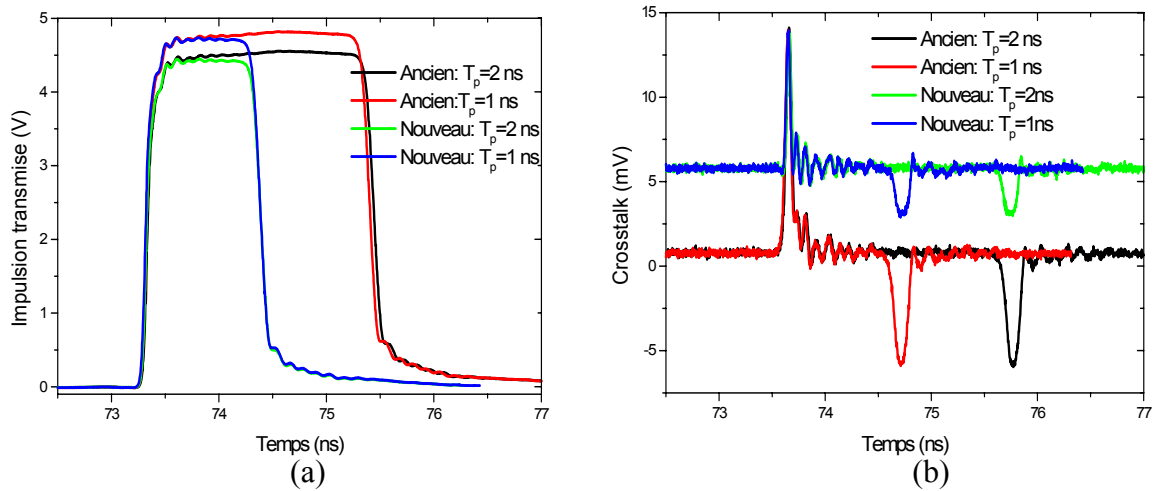 5
4
3
2
1
0
Impulsion transmise (V)
Ancien: Tp=2 ns
Ancien:Tp=1 ns
Nouveau: Tp=2 ns
Nouveau: Tp=1 ns
73
74
75
76
77
Temps (ns)
(a)
15
10
5
0
-5
Crosstalk (mV)
Ancien: Tp=2 ns
Ancien: Tp=1 ns
Nouveau: Tp=2ns
Nouveau: Tp=1ns
73
74
75
76
77
Temps (ns)
(b)